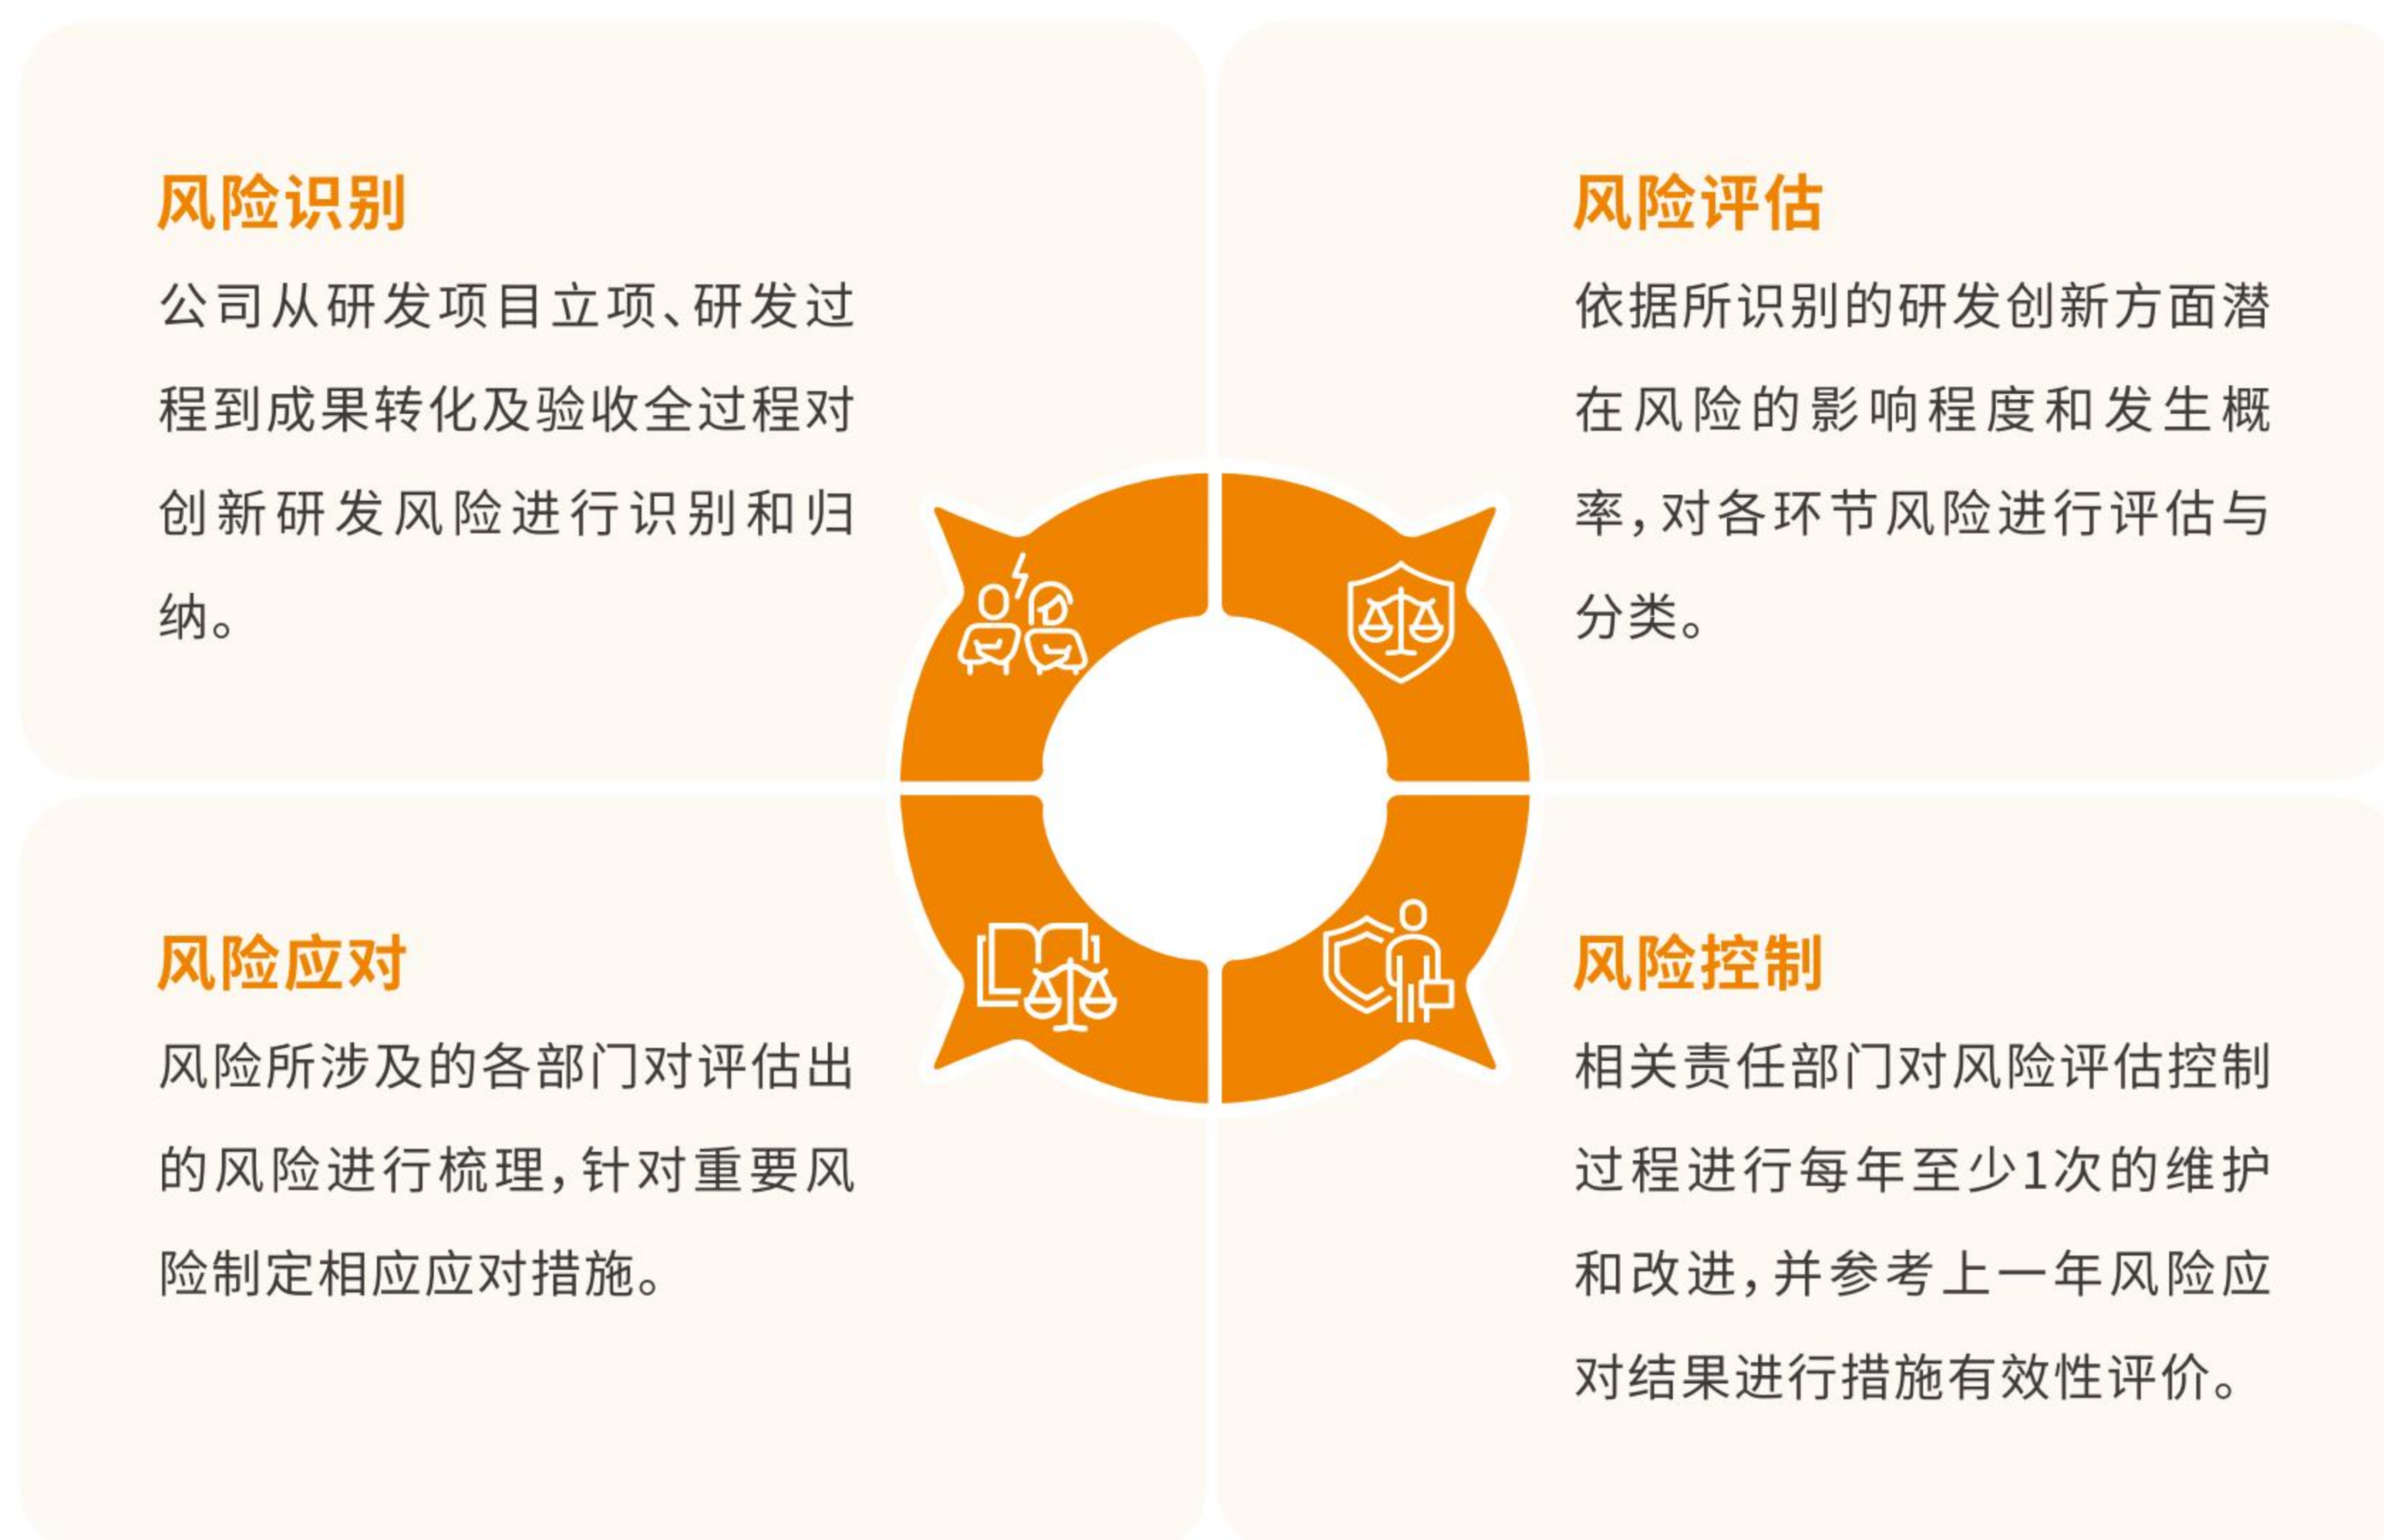 风险识别
公司从研发项目立项、研发过
程到成果转化及验收全过程对
创新研发风险进行识别和归
纳。
风险评估
依据所识别的研发创新方面潜
在风险的影响程度和发生概
率，对各环节风险进行评估与
分类。
风险应对
风险所涉及的各部门对评估出
的风险进行梳理，针对重要风
险制定相应应对措施。
风险控制
相关责任部门对风险评估控制
过程进行每年至少1次的维护
和改进，并参考上一年风险应
对结果进行措施有效性评价。